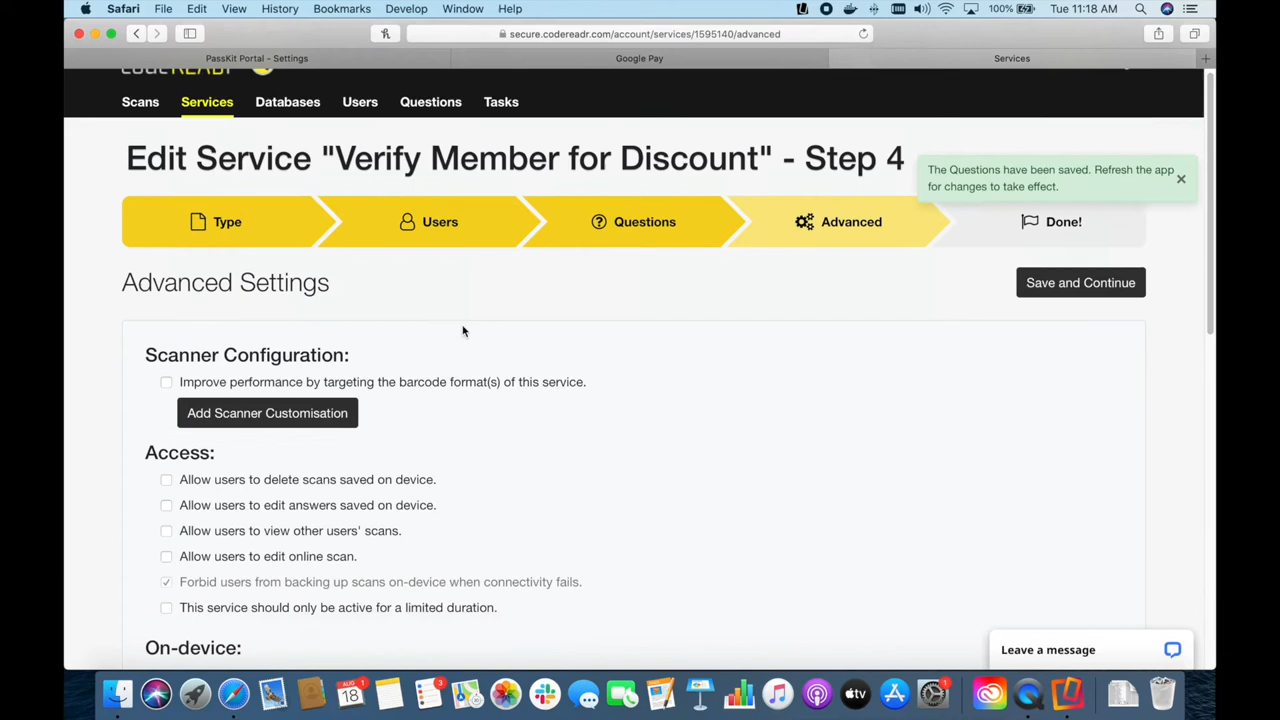 Safari File Edit View History Bookmarks Develop Window Help 100% Tue 11:18 AM
secure.codereadr.com/account/services/1595140/advanced
PassKit Portal - Settings Google Pay Services
Scans Services Databases Users Questions Tasks
Edit Service "Verify Member for Discount" - Step 4
The Questions have been saved. Refresh the app
for changes to take effect.
Type Users Questions Advanced Done!
Advanced Settings
Save and Continue
Scanner Configuration:
Improve performance by targeting the barcode format(s) of this service.
Add Scanner Customisation
Access:
Allow users to delete scans saved on device.
Allow users to edit answers saved on device.
Allow users to view other users' scans.
Allow users to edit online scan.
Forbid users from backing up scans on-device when connectivity fails.
This service should only be active for a limited duration.
On-device:
Leave a message
AUG
18
1
3
tv
1